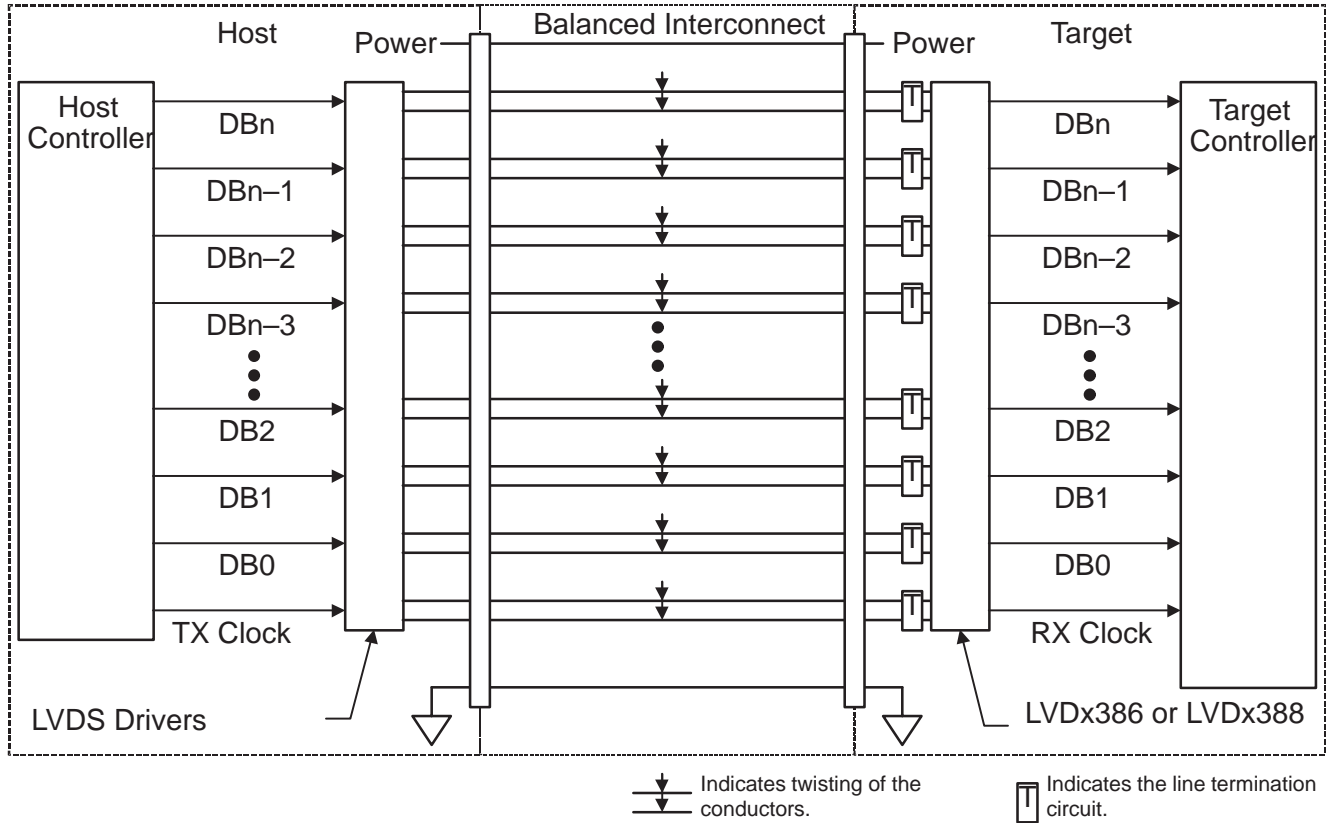 Host
Power
Balanced Interconnect
Power
Target
Host
Controller
Target
Controller
DBn
DBn
DBn–1
DBn–1
DBn–2
DBn–2
DBn–3
DBn–3
DB2
DB2
DB1
DB1
DB0
DB0
TX Clock
RX Clock
LVDS Drivers
LVDx386 or LVDx388
T
T
T
T
T
T
T
T
Indicates twisting of the
conductors.
T
Indicates the line termination
circuit.